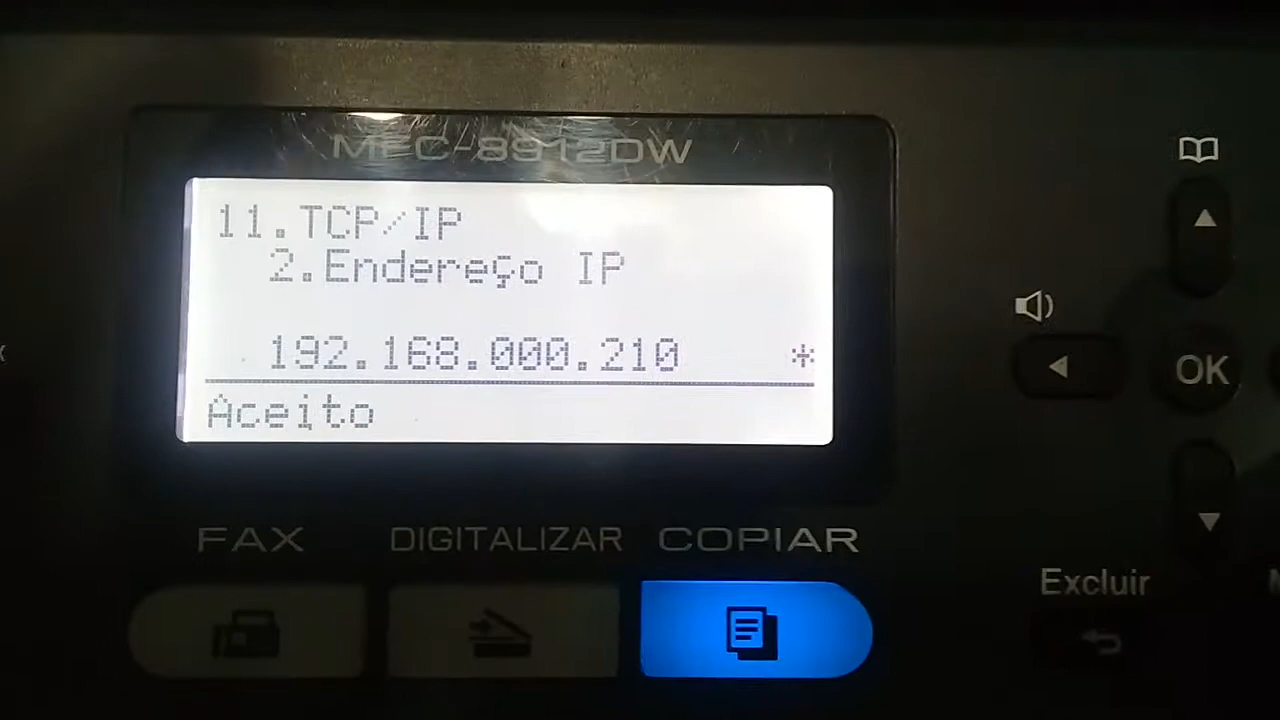 MFC-8912DW
11.TCP/IP
2.Endereço IP
192.168.000.210 *
Aceito
FAX DIGITALIZAR COPIAR
OK
Excluir